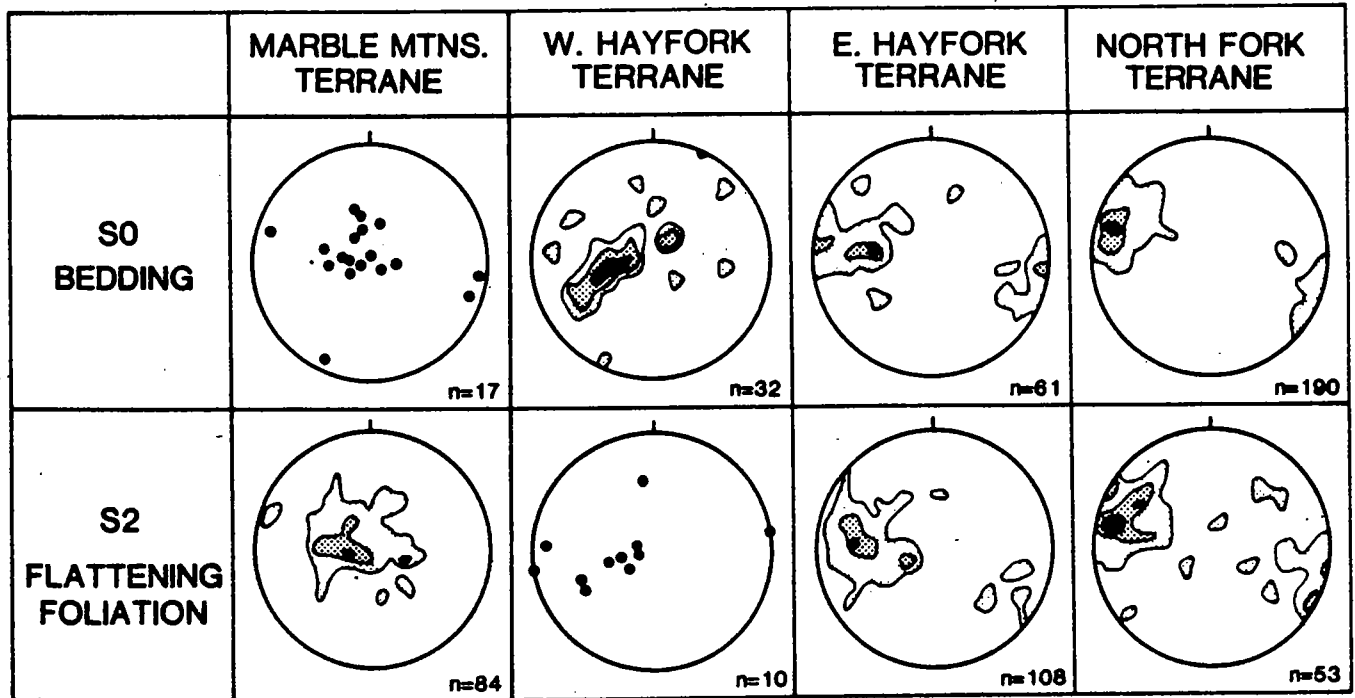 MARBLE MTNS.
TERRANE
W. HAYFORK
TERRANE
E. HAYFORK
TERRANE
NORTH FORK
TERRANE
S0
BEDDING
n=17
n=32
n=61
n=190
S2
FLATTENING
FOLIATION
n=84
n=10
n=108
n=53